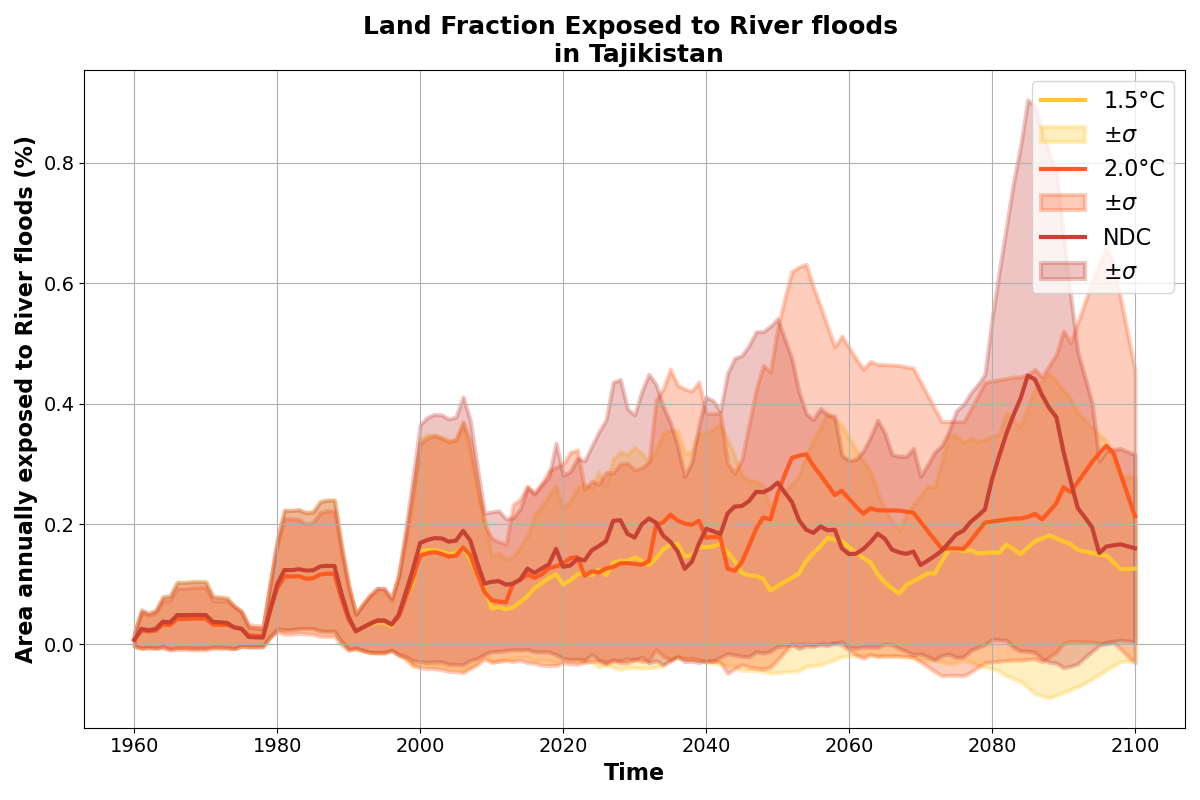 Land Fraction Exposed to River floods
in Tajikistan
Area annually exposed to River floods (%)
0.8
0.6
0.4
0.2
0.0
1960 1980 2000 2020 2040 2060 2080 2100
Time
1.5°C
±σ
2.0°C
±σ
NDC
±σ